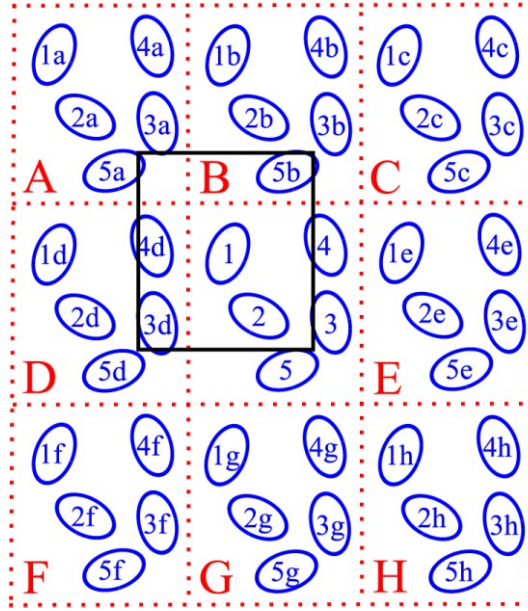 1a 4a 1b 4b 1c 4c
2a 3a 2b 3b 2c 3c
A 5a B 5b C 5c
1d 4d 1 4 1e 4e
2d 3d 2 3 2e 3e
D 5d 5 E 5e
1f 4f 1g 4g 1h 4h
2f 3f 2g 3g 2h 3h
F 5f G 5g H 5h